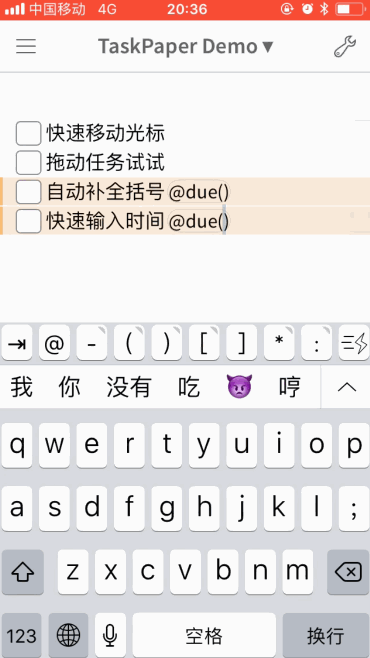 中国移动 4G 20:36
TaskPaper Demo ▾
快速移动光标
拖动任务试试
自动补全括号 @due()
快速输入时间 @due()
⇥ @ - ( ) [ ] * :
我 你 没有 吃 👿 哼
q w e r t y u i o p
a s d f g h j k l ;
z x c v b n m
123 空格 换行